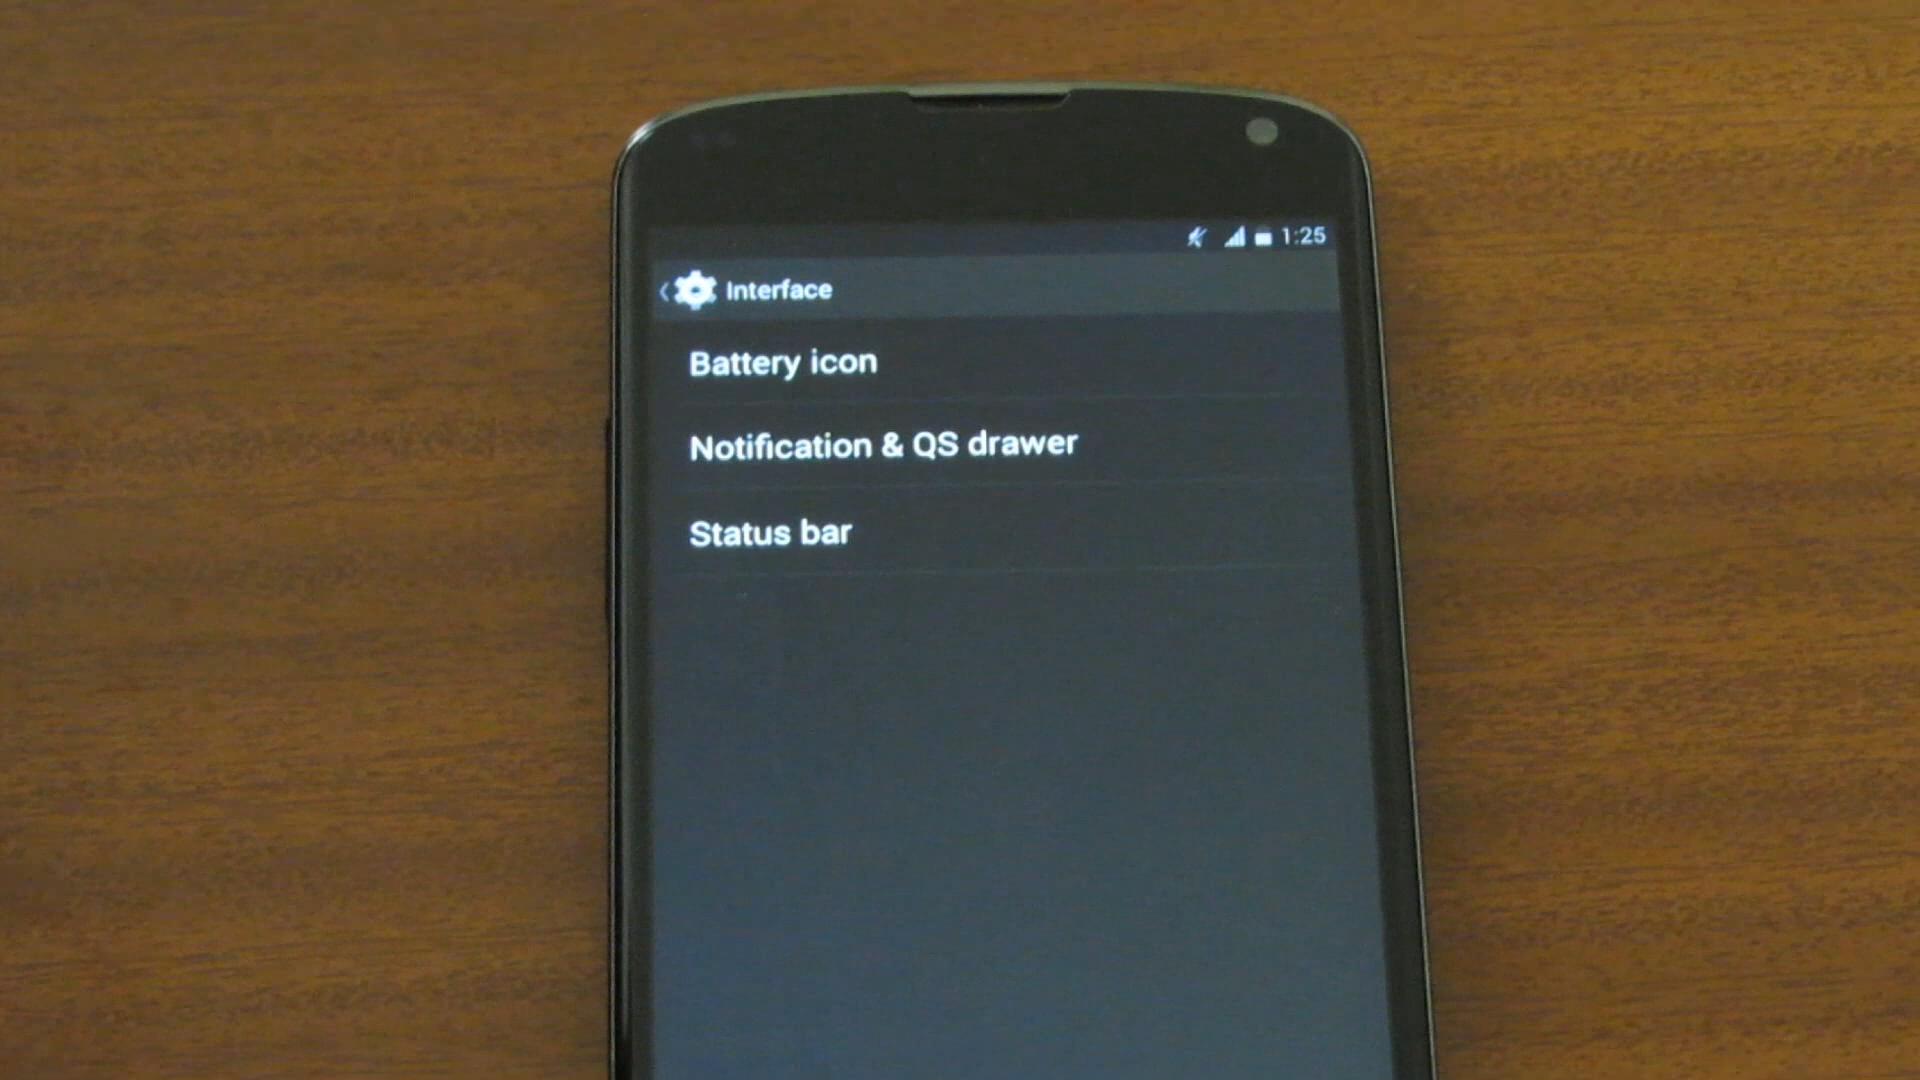 1:25
Interface
Battery icon
Notification & QS drawer
Status bar